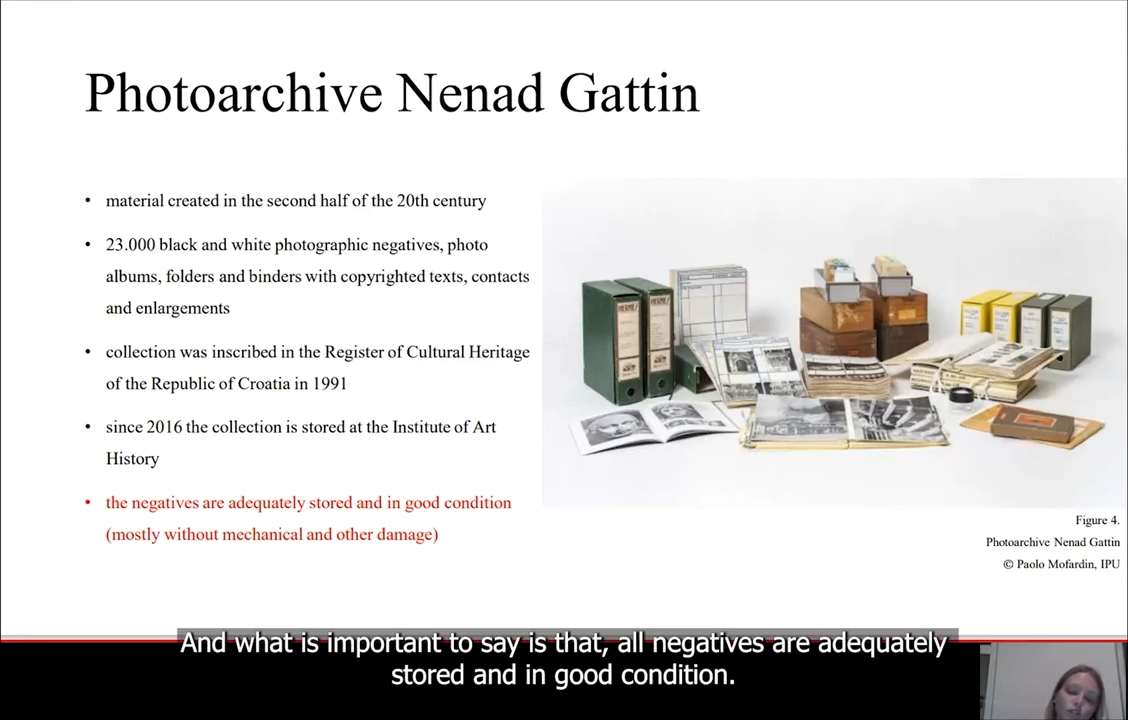 Photoarchive Nenad Gattin
• material created in the second half of the 20th century
• 23.000 black and white photographic negatives, photo
albums, folders and binders with copyrighted texts, contacts
and enlargements
• collection was inscribed in the Register of Cultural Heritage
of the Republic of Croatia in 1991
• since 2016 the collection is stored at the Institute of Art
History
• the negatives are adequately stored and in good condition
(mostly without mechanical and other damage)
HERMES
HERMES
Figure 4.
Photoarchive Nenad Gattin
© Paolo Mofardin, IPU
And what is important to say is that, all negatives are adequately
stored and in good condition.